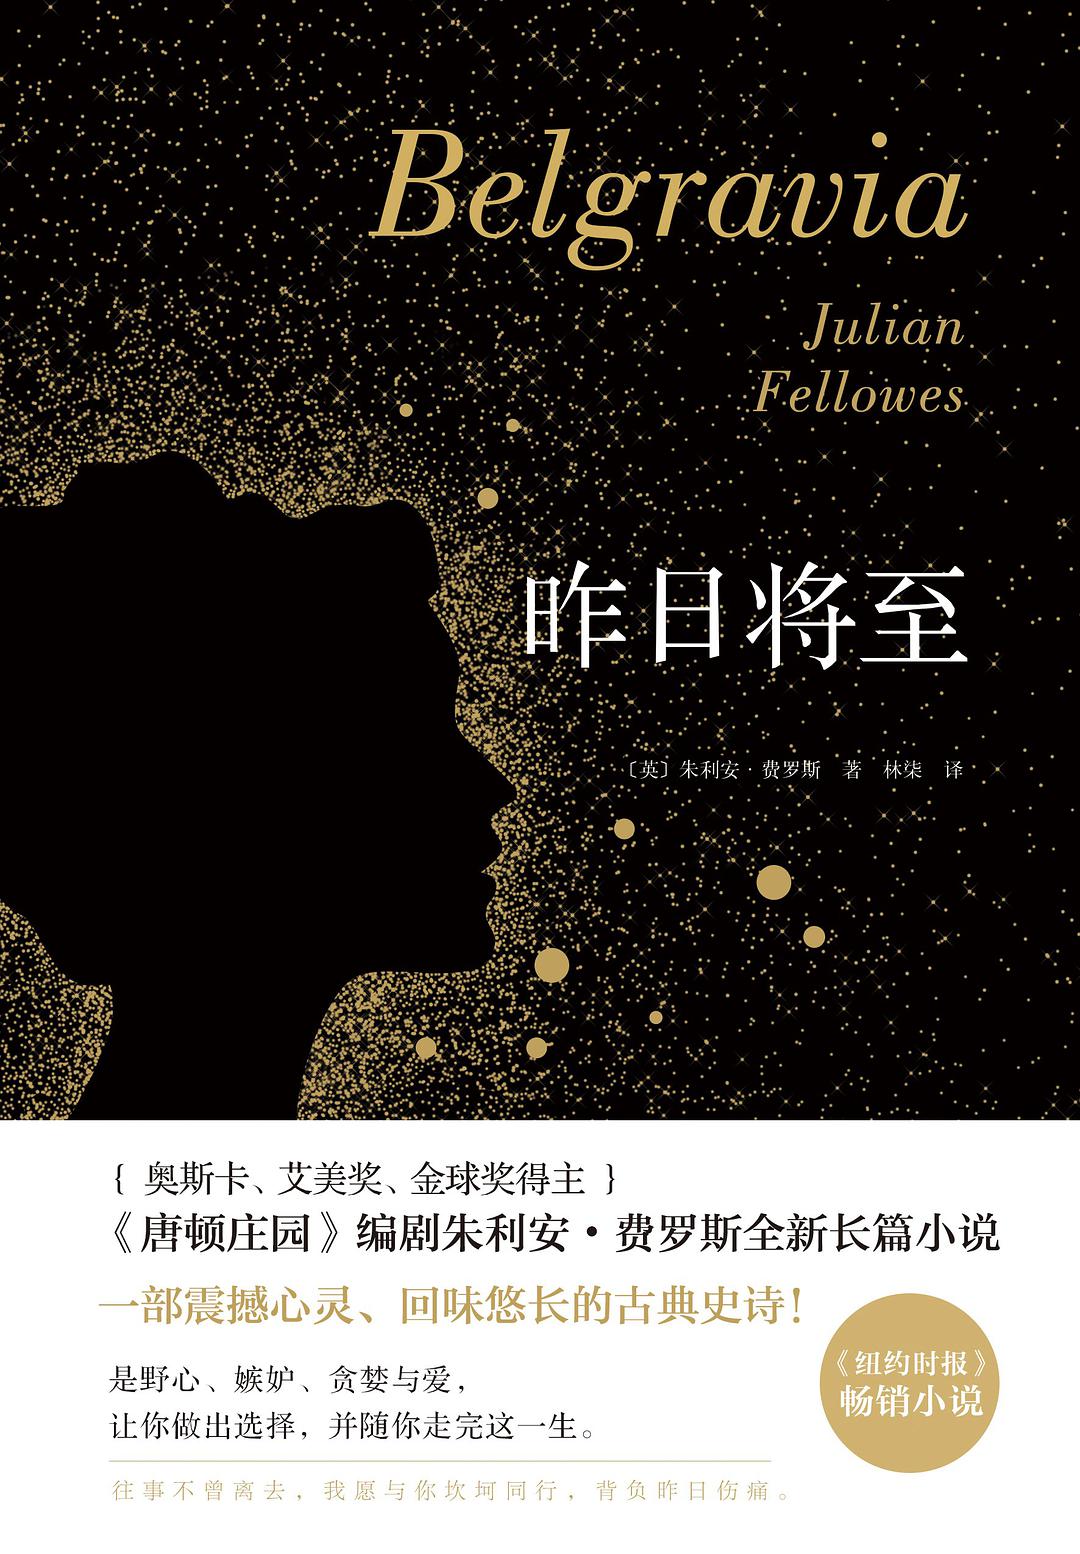 Belgravia
Julian
Fellowes
昨日将至
〔英〕朱利安·费罗斯 著 林柒 译
{ 奥斯卡、艾美奖、金球奖得主 }
《唐顿庄园》编剧朱利安·费罗斯全新长篇小说
一部震撼心灵、回味悠长的古典史诗！
《纽约时报》
畅销小说
是野心、嫉妒、贪婪与爱，
让你做出选择，并随你走完这一生。
往事不曾离去，我愿与你坎坷同行，背负昨日伤痛。